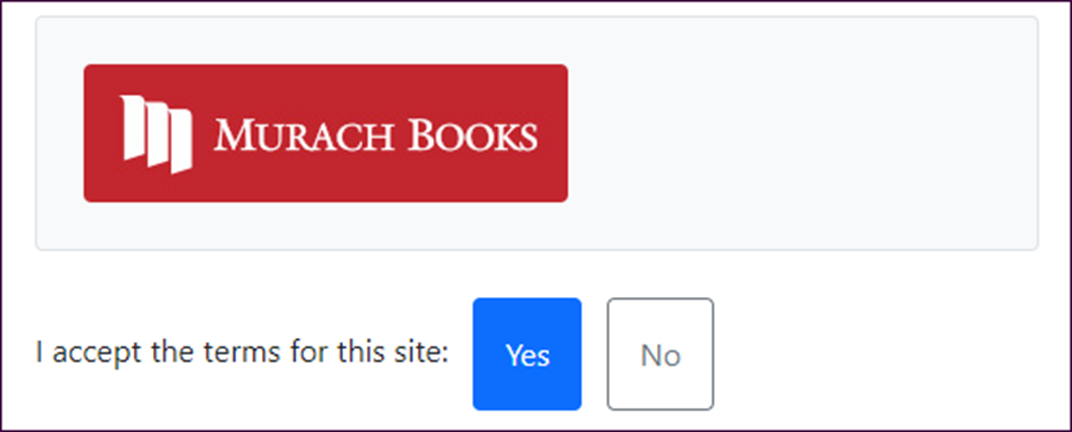 MURACH BOOKS
I accept the terms for this site: Yes No